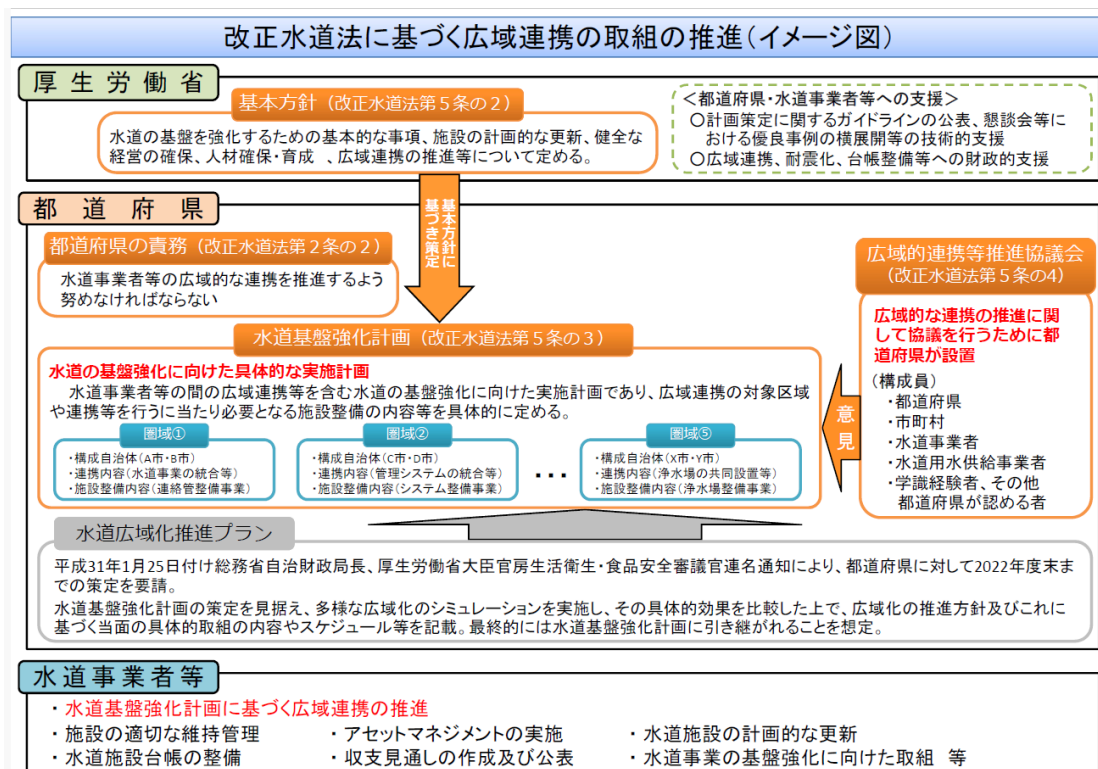 改正水道法に基づく広域連携の取組の推進(イメージ図)
厚生労働省
基本方針(改正水道法第5条の2)
水道の基盤を強化するための基本的な事項、施設の計画的な更新、健全な
経営の確保、人材確保・育成 、広域連携の推進等について定める。
<都道府県・水道事業者等への支援>
〇計画策定に関するガイドラインの公表、懇談会等に
おける優良事例の横展開等の技術的支援
〇広域連携、耐震化、台帳整備等への財政的支援
都道府県
基本方針に
基づき策定
都道府県の責務(改正水道法第2条の2)
水道事業者等の広域的な連携を推進するよう
努めなければならない
広域的連携等推進協議会
(改正水道法第5条の4)
広域的な連携の推進に関
して協議を行うために都
道府県が設置
(構成員)
・都道府県
・市町村
・水道事業者
・水道用水供給事業者
・学識経験者、その他
都道府県が認める者
意見
水道基盤強化計画(改正水道法第5条の3)
水道の基盤強化に向けた具体的な実施計画
水道事業者等の間の広域連携等を含む水道の基盤強化に向けた実施計画であり、広域連携の対象区域
や連携等を行うに当たり必要となる施設整備の内容等を具体的に定める。
圏域①
・構成自治体(A市・B市)
・連携内容(水道事業の統合等)
・施設整備内容(連絡管整備事業)
圏域②
・構成自治体(C市・D市)
・連携内容(管理システムの統合等)
・施設整備内容(システム整備事業)
・・・
圏域⑤
・構成自治体(X市・Y市)
・連携内容(浄水場の共同設置等)
・施設整備内容(浄水場整備事業)
水道広域化推進プラン
平成31年1月25日付け総務省自治財政局長、厚生労働省大臣官房生活衛生・食品安全審議官連名通知により、都道府県に対して2022年度末ま
での策定を要請。
水道基盤強化計画の策定を見据え、多様な広域化のシミュレーションを実施し、その具体的効果を比較した上で、広域化の推進方針及びこれに
基づく当面の具体的取組の内容やスケジュール等を記載。最終的には水道基盤強化計画に引き継がれることを想定。
水道事業者等
・水道基盤強化計画に基づく広域連携の推進
・施設の適切な維持管理 ・アセットマネジメントの実施 ・水道施設の計画的な更新
・水道施設台帳の整備 ・収支見通しの作成及び公表 ・水道事業の基盤強化に向けた取組 等